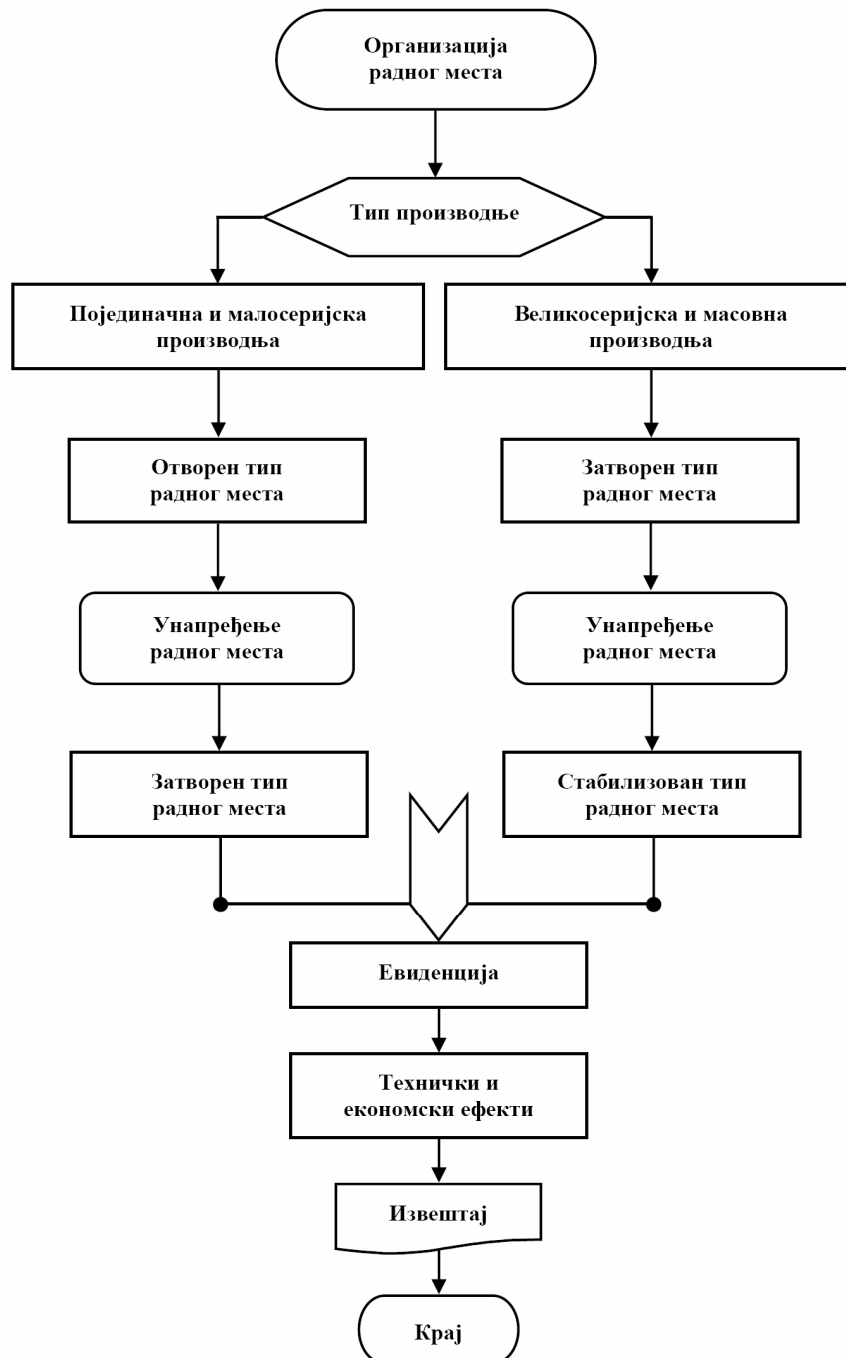 Организација
радног места
Тип производње
Појединачна и малосеријска
производња
Великосеријска и масовна
производња
Отворен тип
радног места
Затворен тип
радног места
Унапређење
радног места
Унапређење
радног места
Затворен тип
радног места
Стабилизован тип
радног места
Евиденција
Технички и
економски ефекти
Извештај
Крај